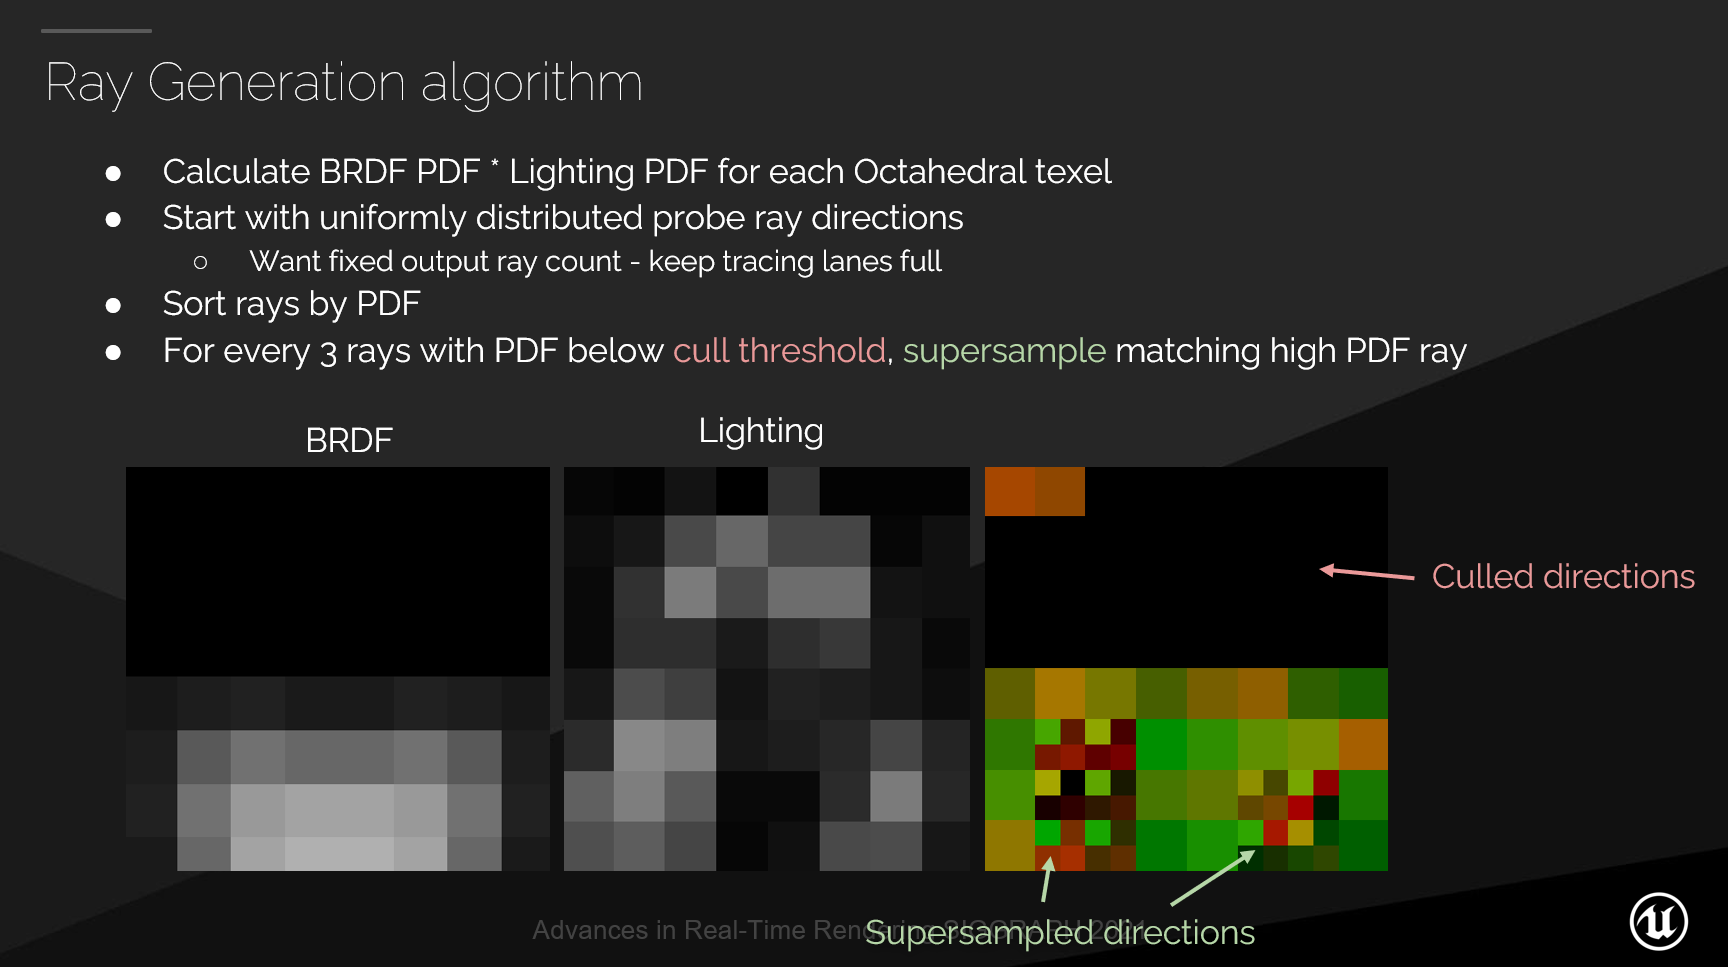 Ray Generation algorithm
● Calculate BRDF PDF * Lighting PDF for each Octahedral texel
● Start with uniformly distributed probe ray directions
○ Want fixed output ray count - keep tracing lanes full
● Sort rays by PDF
● For every 3 rays with PDF below cull threshold, supersample matching high PDF ray
BRDF
Lighting
Culled directions
Supersampled directions
Advances in Real-Time Rendering SIGGRAPH 2021